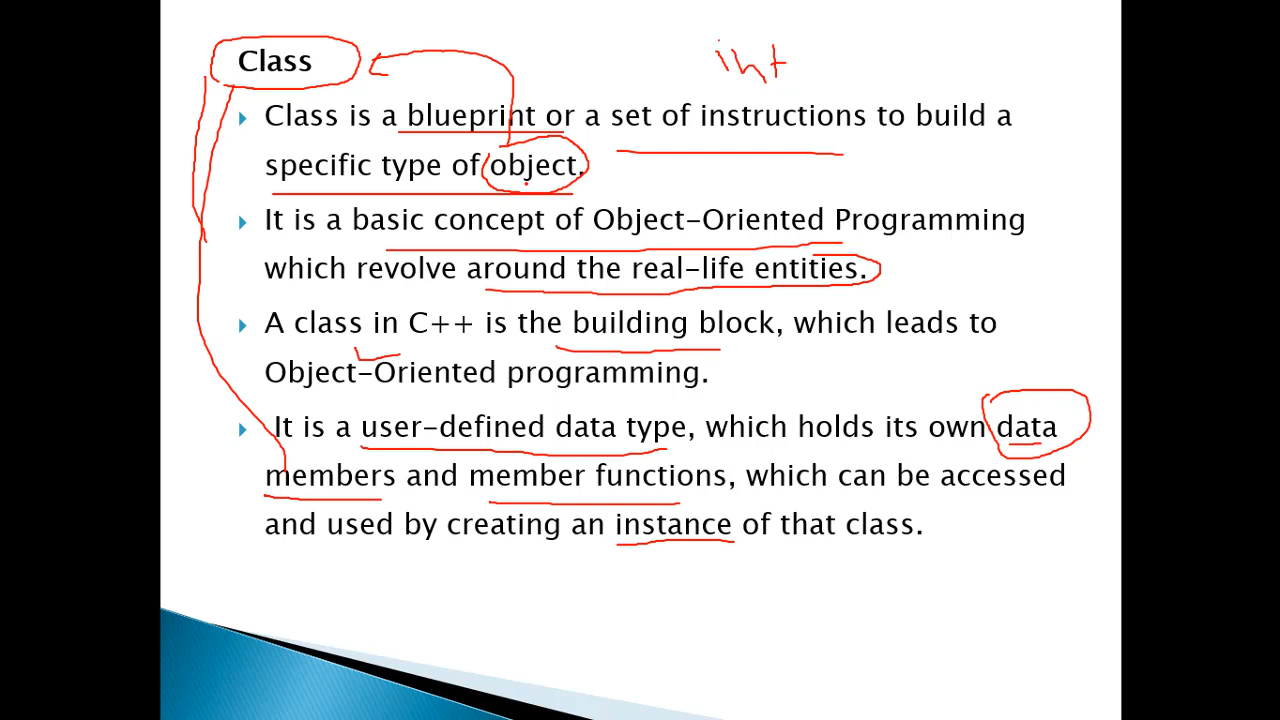 Class
int
Class is a blueprint or a set of instructions to build a
specific type of object.
It is a basic concept of Object-Oriented Programming
which revolve around the real-life entities.
A class in C++ is the building block, which leads to
Object-Oriented programming.
It is a user-defined data type, which holds its own data
members and member functions, which can be accessed
and used by creating an instance of that class.